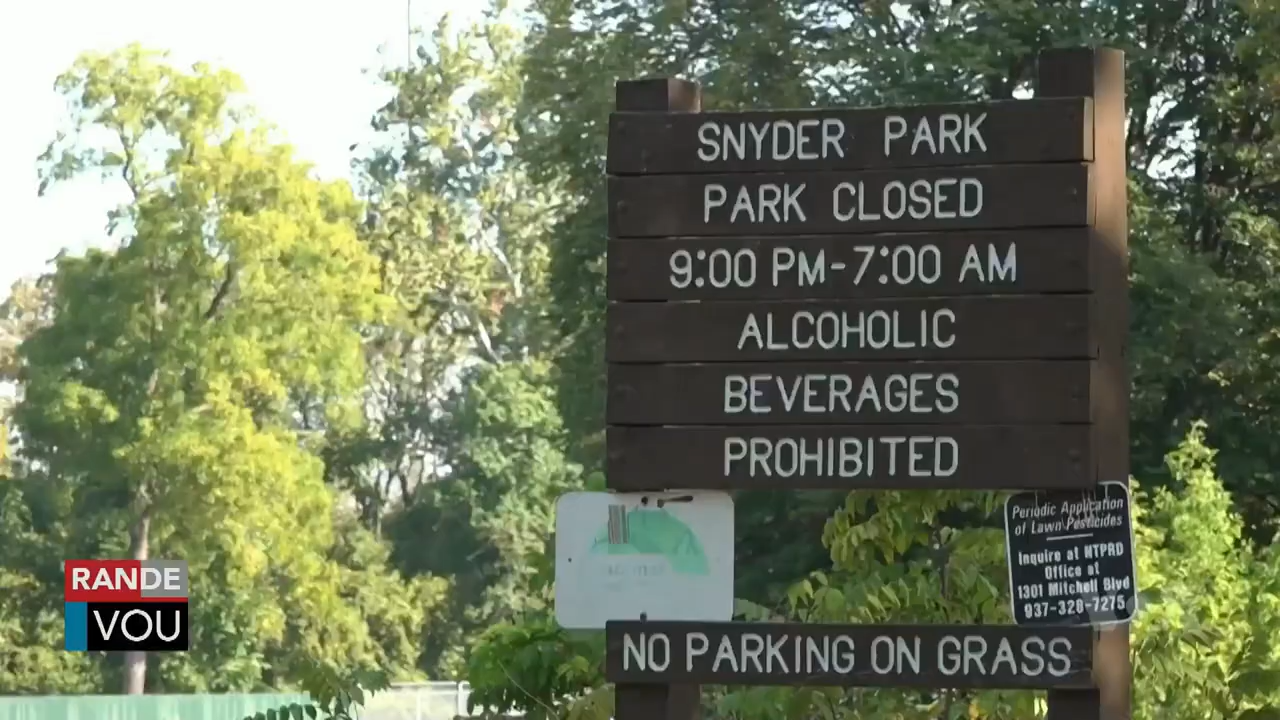 SNYDER PARK
PARK CLOSED
9:00 PM-7:00 AM
ALCOHOLIC
BEVERAGES
PROHIBITED
Periodic Application
of Lawn Pesticides
Inquire at NTPRD
Office at
1301 Mitchell Blvd
937-328-7275
NO PARKING ON GRASS
RANDE
VOU